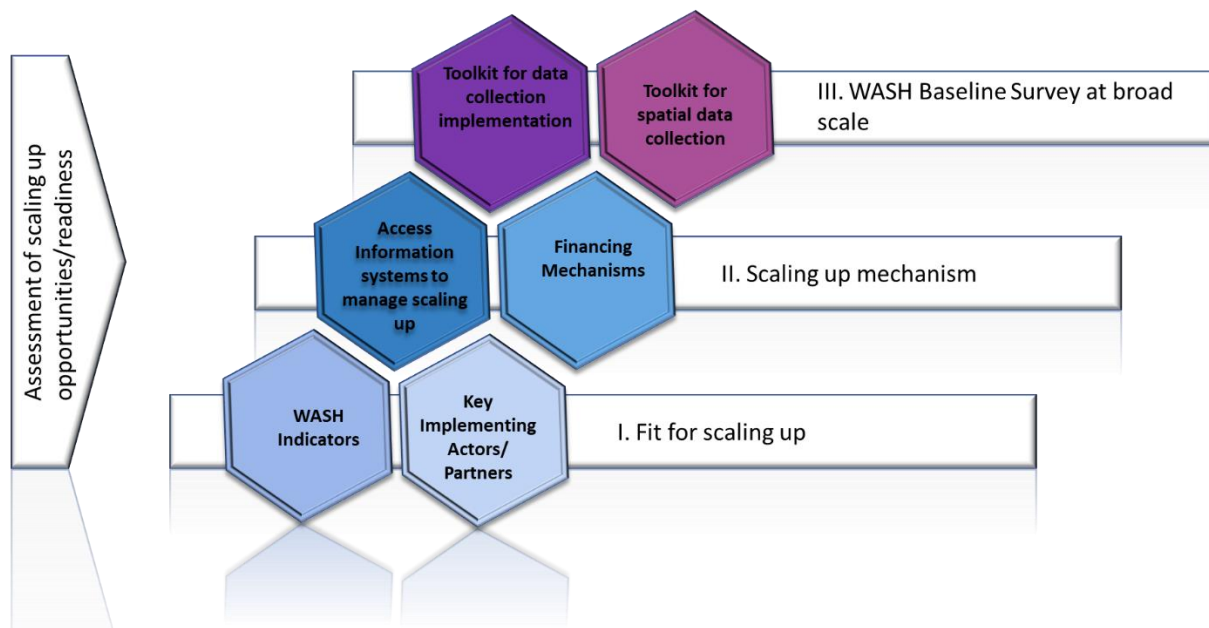 Assessment of scaling up
opportunities/readiness
Toolkit for data
collection
implementation
Toolkit for
spatial data
collection
III. WASH Baseline Survey at broad
scale
Access
Information
systems to
manage scaling
up
Financing
Mechanisms
II. Scaling up mechanism
WASH
Indicators
Key
Implementing
Actors/
Partners
I. Fit for scaling up